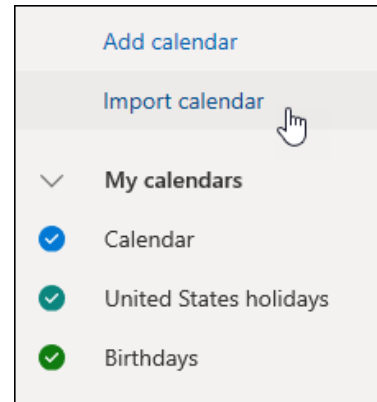 Add calendar
Import calendar
My calendars
Calendar
United States holidays
Birthdays